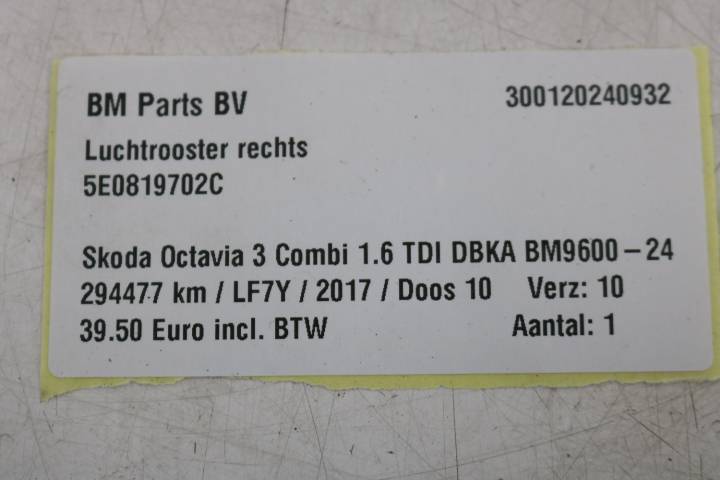 BM Parts BV 300120240932
Luchtrooster rechts
5E0819702C
Skoda Octavia 3 Combi 1.6 TDI DBKA BM9600-24
294477 km / LF7Y / 2017 / Doos 10 Verz: 10
39.50 Euro incl. BTW Aantal: 1